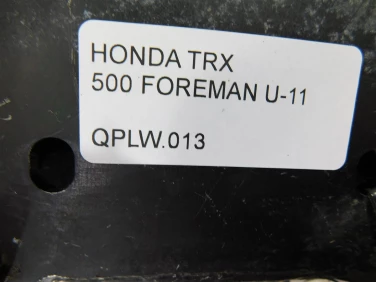 HONDA TRX
500 FOREMAN U-11
QPLW.013